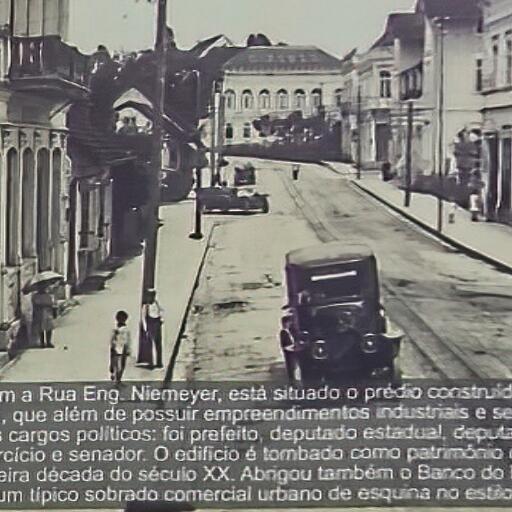 m a Rua Eng. Niemeyer, está situado o prédio construíd
, que além de possuir empreendimentos industriais e se
s cargos políticos: foi prefeito, deputado estadual, deputa
rcício e senador. O edifício é tombado como patrimônio
eira década do século XX. Abrigou também o Banco do
um típico sobrado comercial urbano de esquina no estilo